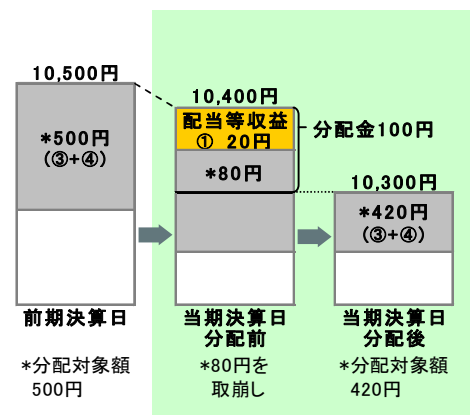 10,500円
*500円
(③+④)
前期決算日
*分配対象額
500円
10,400円
配当等収益
① 20円
*80円
分配金100円
当期決算日
分配前
*80円を
取崩し
10,300円
*420円
(③+④)
当期決算日
分配後
*分配対象額
420円